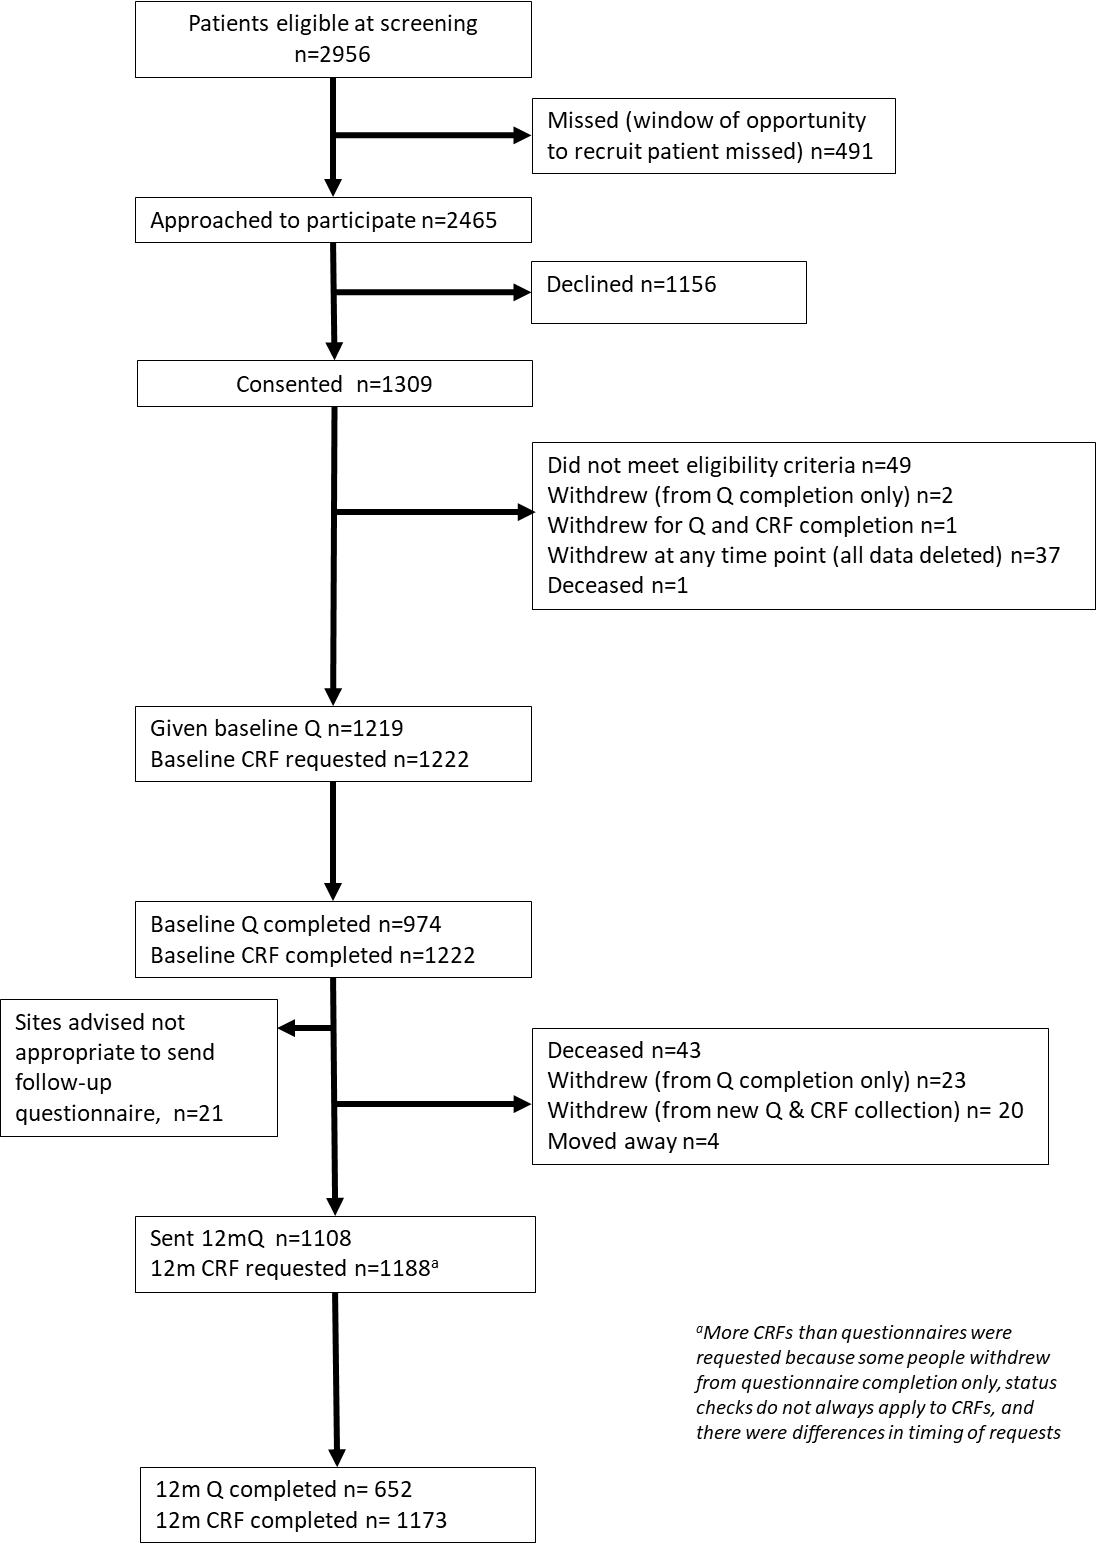 Patients eligible at screening
n=2956
Missed (window of opportunity
to recruit patient missed) n=491
Approached to participate n=2465
Declined n=1156
Consented  n=1309
Did not meet eligibility criteria n=49
Withdrew (from Q completion only) n=2
Withdrew for Q and CRF completion n=1
Withdrew at any time point (all data deleted) n=37
Deceased n=1
Given baseline Q n=1219
Baseline CRF requested n=1222
Baseline Q completed n=974
Baseline CRF completed n=1222
Sites advised not
appropriate to send
follow-up
questionnaire,  n=21
Deceased n=43
Withdrew (from Q completion only) n=23
Withdrew (from new Q & CRF collection) n= 20
Moved away n=4
Sent 12mQ  n=1108
12m CRF requested n=1188ᵃ
ᵃMore CRFs than questionnaires were
requested because some people withdrew
from questionnaire completion only, status
checks do not always apply to CRFs, and
there were differences in timing of requests
12m Q completed n= 652
12m CRF completed n= 1173